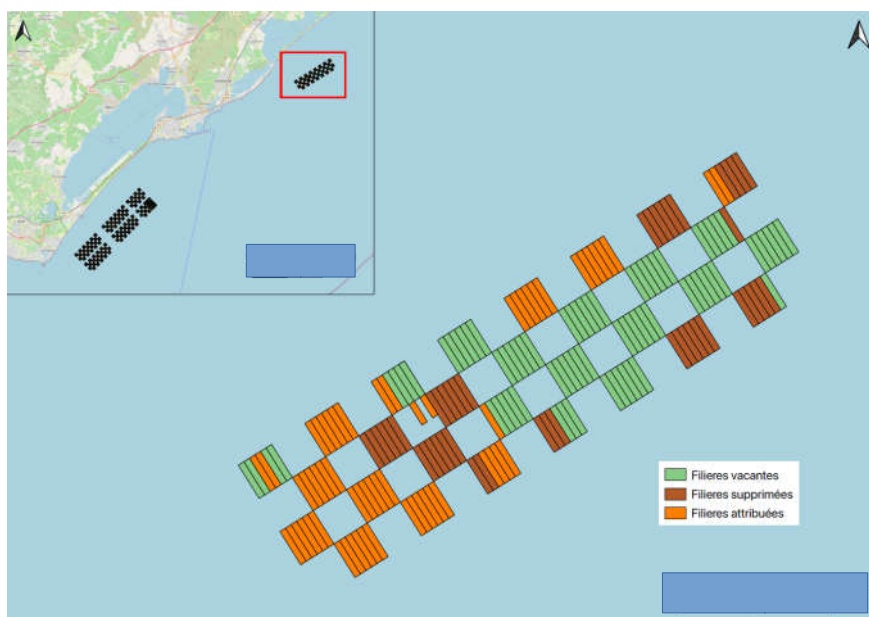 Filieres vacantes
Filieres supprimées
Filieres attribuées